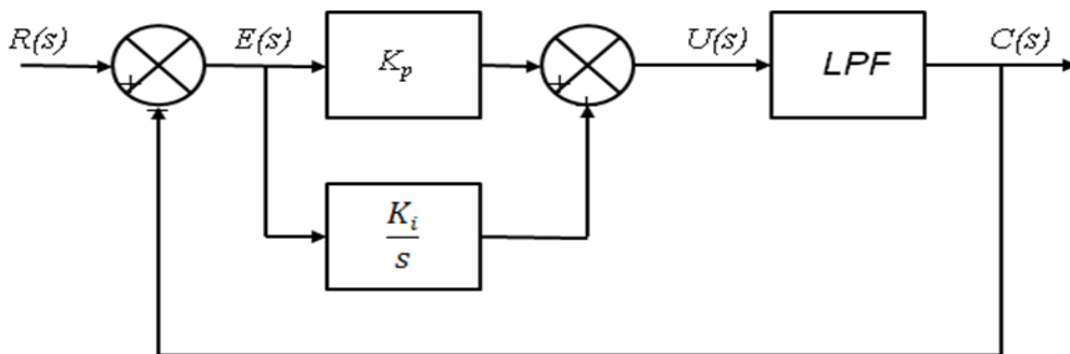 R(s) E(s) K_p U(s) LPF C(s)
+ +
− +
K_i
s